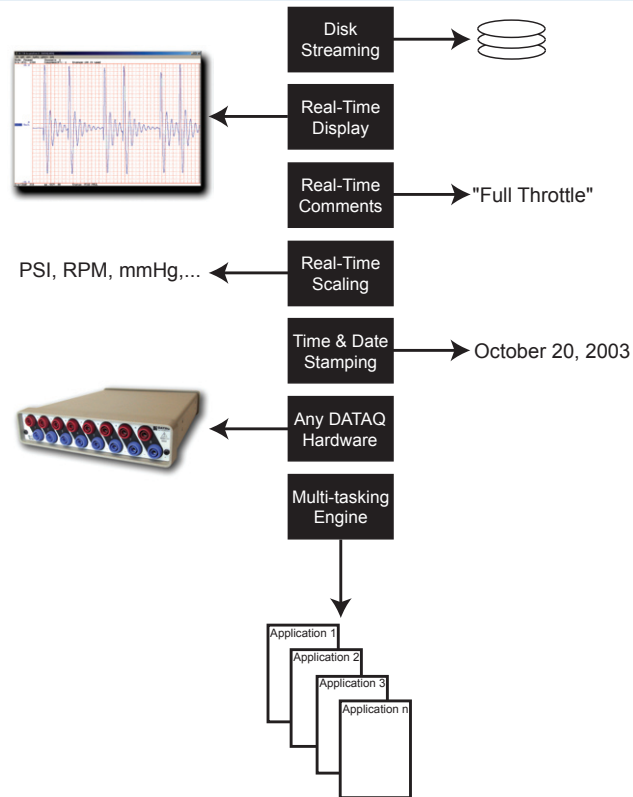 Disk
Streaming
Real-Time
Display
Real-Time
Comments
"Full Throttle"
Real-Time
Scaling
PSI, RPM, mmHg,...
Time & Date
Stamping
October 20, 2003
Any DATAQ
Hardware
Multi-tasking
Engine
Application 1
Application 2
Application 3
Application n